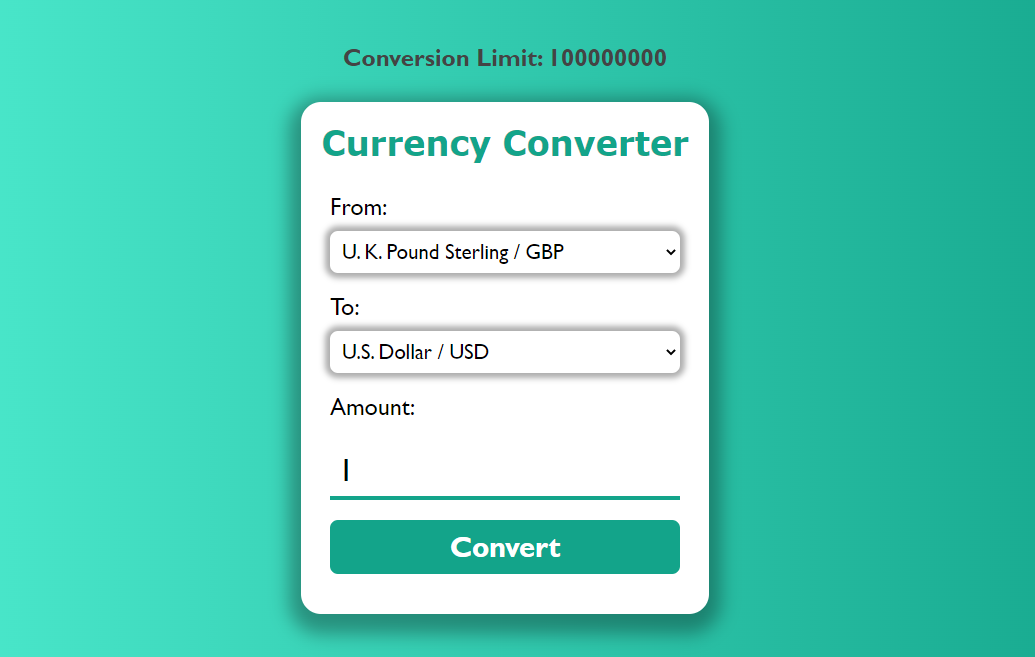 Conversion Limit: 100000000
Currency Converter
From:
U. K. Pound Sterling / GBP
To:
U.S. Dollar / USD
Amount:
1
Convert